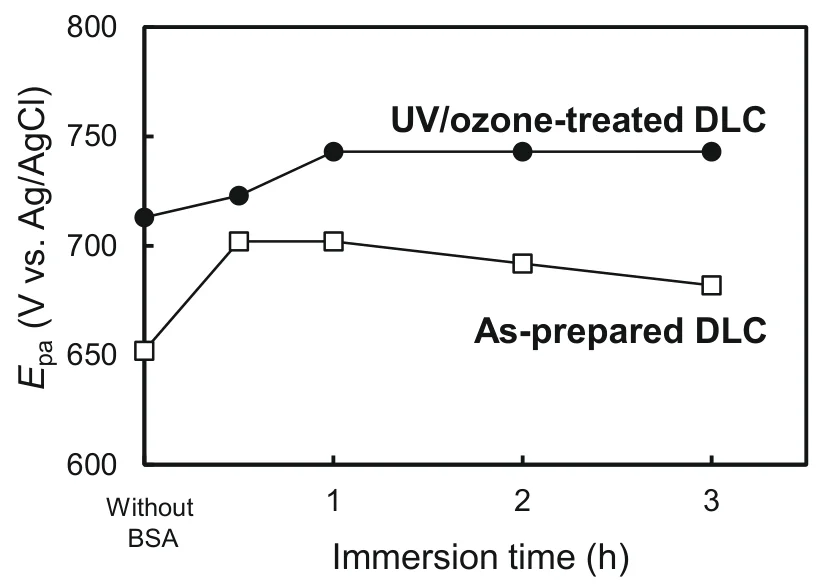 800
750
700
650
600
E_pa (V vs. Ag/AgCl)
UV/ozone-treated DLC
As-prepared DLC
Without
BSA
1
2
3
Immersion time (h)